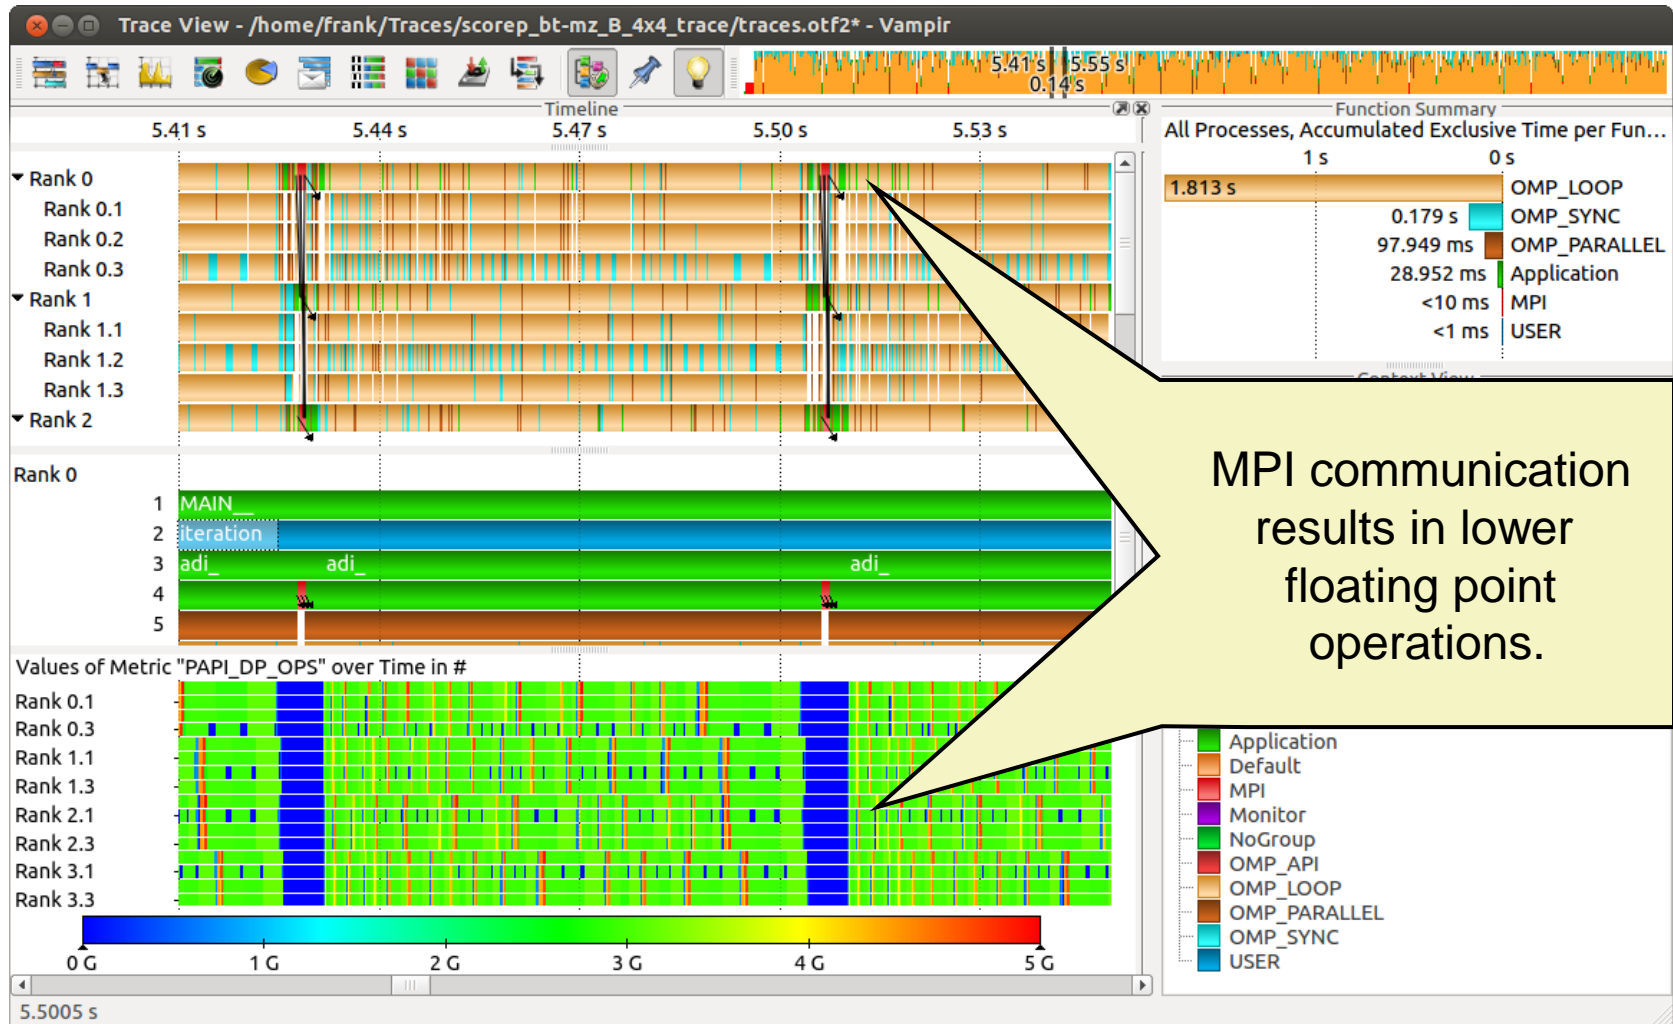 Trace View - /home/frank/Traces/scorep_bt-mz_B_4x4_trace/traces.otf2* - Vampir
5.41 s 5.55 s
0.14 s
Timeline
5.41 s 5.44 s 5.47 s 5.50 s 5.53 s
Rank 0
Rank 0.1
Rank 0.2
Rank 0.3
Rank 1
Rank 1.1
Rank 1.2
Rank 1.3
Rank 2
Function Summary
All Processes, Accumulated Exclusive Time per Fun...
1 s 0 s
1.813 s OMP_LOOP
0.179 s OMP_SYNC
97.949 ms OMP_PARALLEL
28.952 ms Application
<10 ms MPI
<1 ms USER
Context View
Rank 0
1 MAIN__
2 iteration
3 adi_ adi_ adi_
4
5
MPI communication
results in lower
floating point
operations.
Values of Metric "PAPI_DP_OPS" over Time in #
Rank 0.1
Rank 0.3
Rank 1.1
Rank 1.3
Rank 2.1
Rank 2.3
Rank 3.1
Rank 3.3
0 G 1 G 2 G 3 G 4 G 5 G
Application
Default
MPI
Monitor
NoGroup
OMP_API
OMP_LOOP
OMP_PARALLEL
OMP_SYNC
USER
5.5005 s